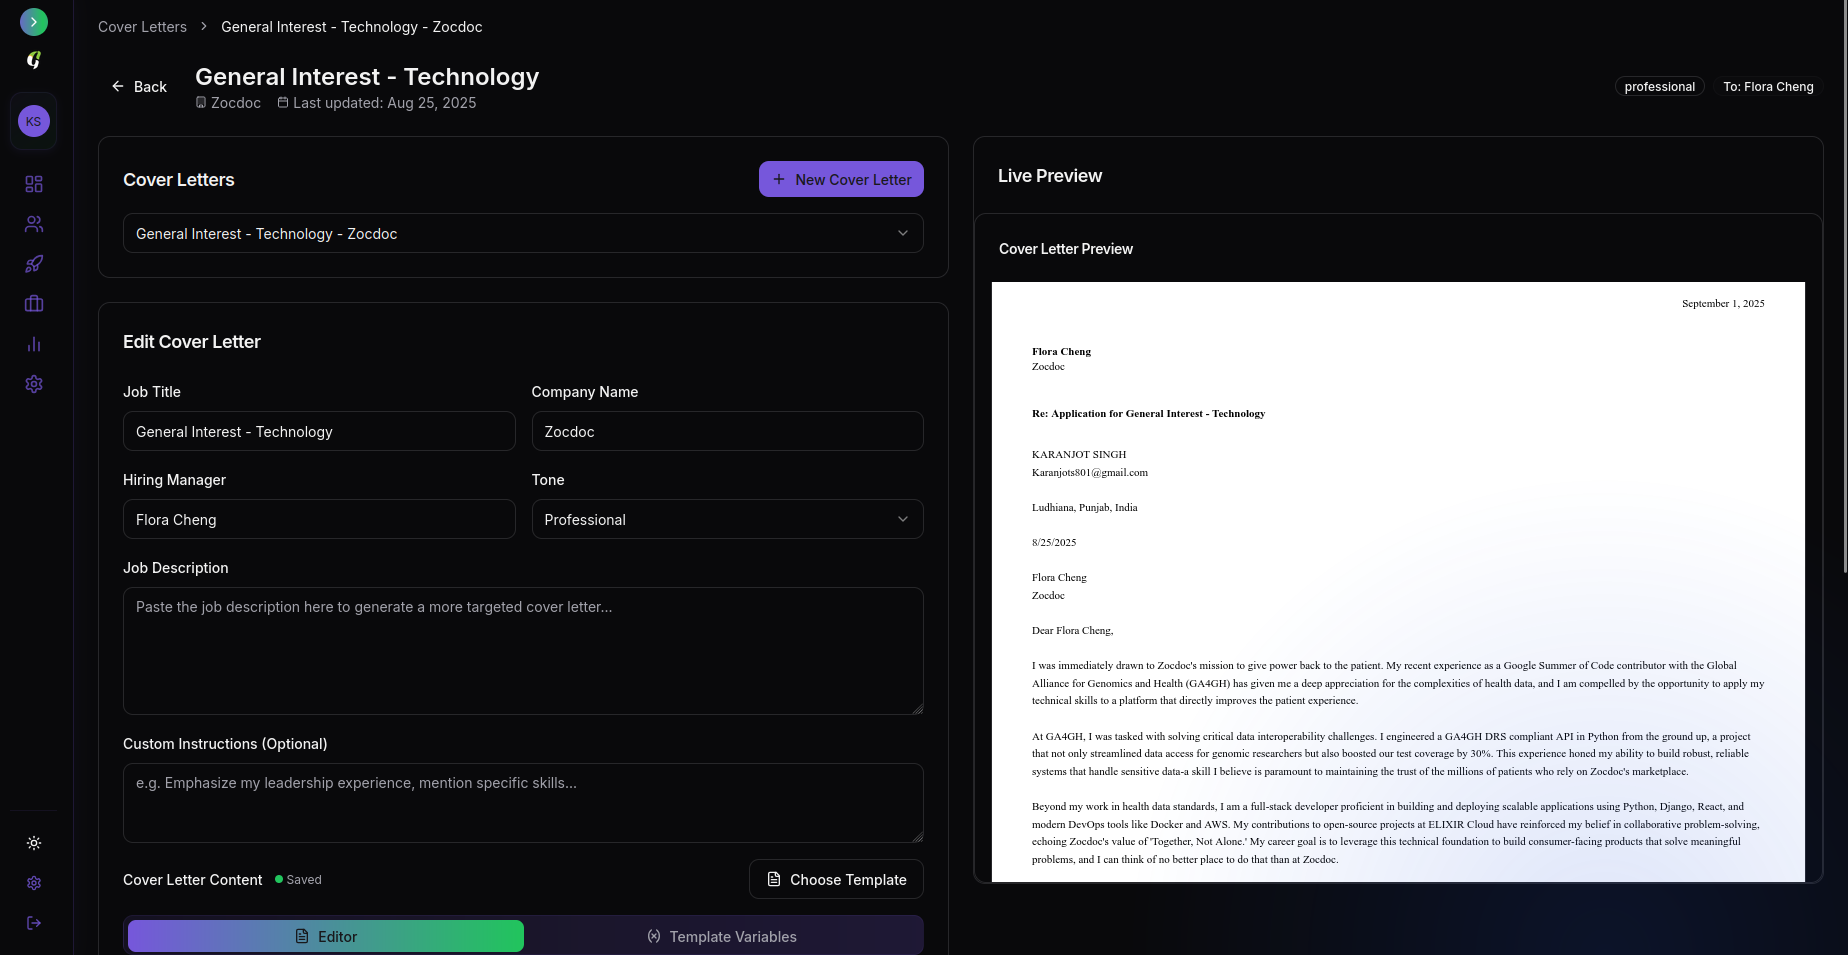 Cover Letters > General Interest - Technology - Zocdoc
KS
Back
General Interest - Technology
Zocdoc
Last updated: Aug 25, 2025
professional
To: Flora Cheng
Cover Letters
New Cover Letter
General Interest - Technology - Zocdoc
Edit Cover Letter
Job Title
Company Name
General Interest - Technology
Zocdoc
Hiring Manager
Tone
Flora Cheng
Professional
Job Description
Paste the job description here to generate a more targeted cover letter...
Custom Instructions (Optional)
e.g. Emphasize my leadership experience, mention specific skills...
Cover Letter Content
Saved
Choose Template
Editor
Template Variables
Live Preview
Cover Letter Preview
September 1, 2025
Flora Cheng
Zocdoc
Re: Application for General Interest - Technology
KARANJOT SINGH
Karanjots801@gmail.com
Ludhiana, Punjab, India
8/25/2025
Flora Cheng
Zocdoc
Dear Flora Cheng,
I was immediately drawn to Zocdoc's mission to give power back to the patient. My recent experience as a Google Summer of Code contributor with the Global
Alliance for Genomics and Health (GA4GH) has given me a deep appreciation for the complexities of health data, and I am compelled by the opportunity to apply my
technical skills to a platform that directly improves the patient experience.
At GA4GH, I was tasked with solving critical data interoperability challenges. I engineered a GA4GH DRS compliant API in Python from the ground up, a project
that not only streamlined data access for genomic researchers but also boosted our test coverage by 30%. This experience honed my ability to build robust, reliable
systems that handle sensitive data-a skill I believe is paramount to maintaining the trust of the millions of patients who rely on Zocdoc's marketplace.
Beyond my work in health data standards, I am a full-stack developer proficient in building and deploying scalable applications using Python, Django, React, and
modern DevOps tools like Docker and AWS. My contributions to open-source projects at ELIXIR Cloud have reinforced my belief in collaborative problem-solving,
echoing Zocdoc's value of 'Together, Not Alone.' My career goal is to leverage this technical foundation to build consumer-facing products that solve meaningful
problems, and I can think of no better place to do that than at Zocdoc.